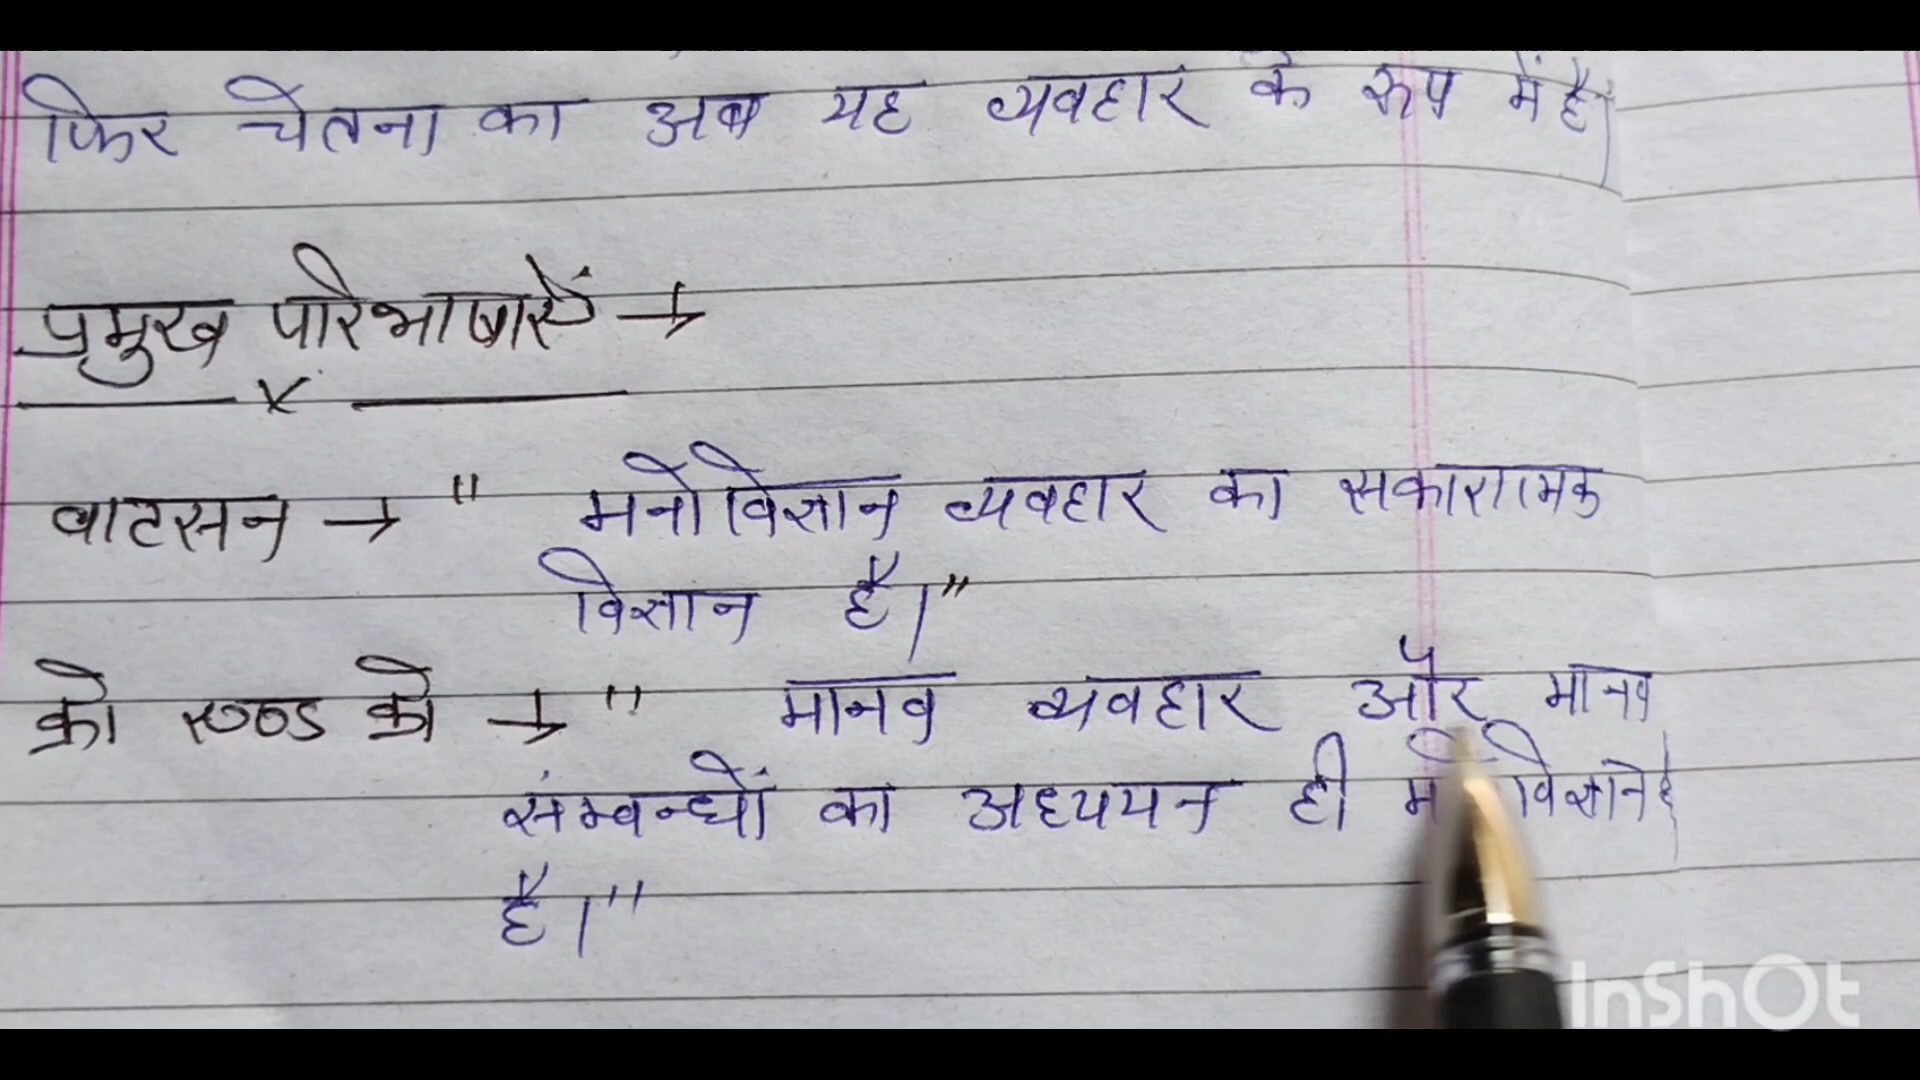 फिर चेतना का अब यह व्यवहार के रूप में है।
प्रमुख परिभाषाएं →
वाटसन → " मनोविज्ञान व्यवहार का सकारात्मक
विज्ञान है।"
क्रो एण्ड क्रो → " मानव व्यवहार और मानव
संम्बन्धों का अध्ययन ही
है।"
InShOt